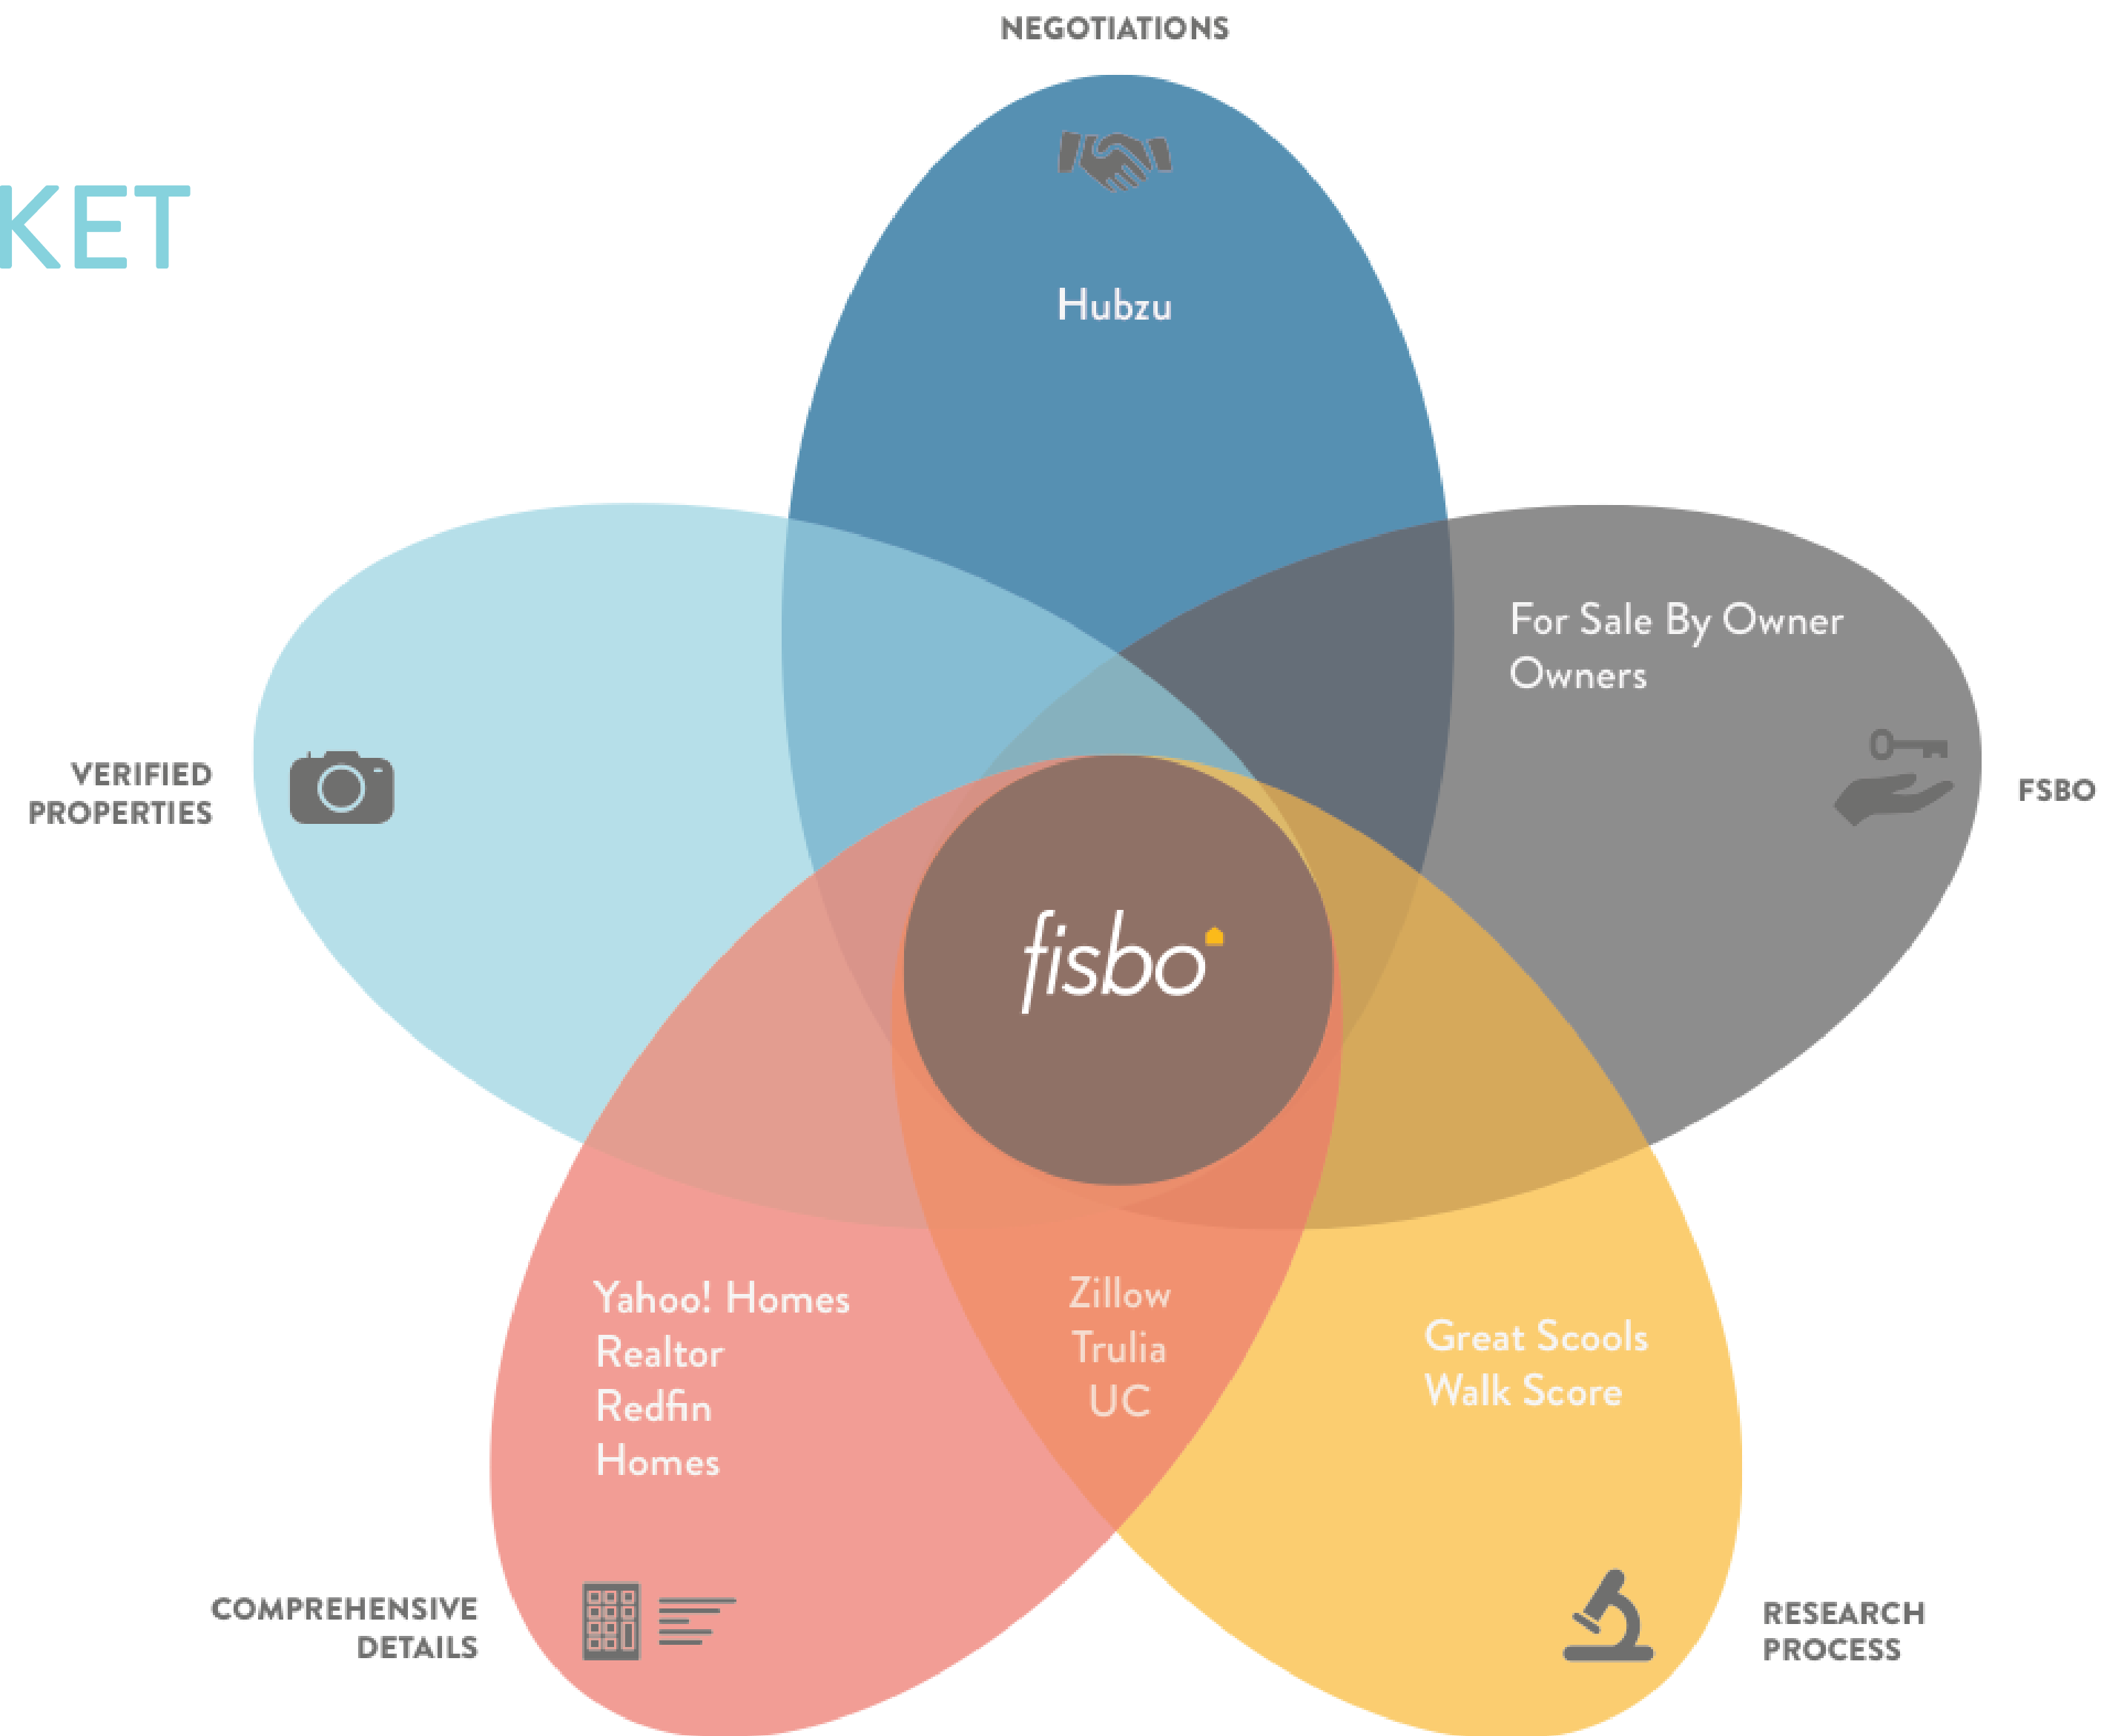 NEGOTIATIONS
KET
Hubzu
For Sale By Owner
Owners
VERIFIED
PROPERTIES
FSBO
fisbo
Yahoo! Homes
Realtor
Redfin
Homes
Zillow
Trulia
UC
Great Scools
Walk Score
COMPREHENSIVE
DETAILS
RESEARCH
PROCESS